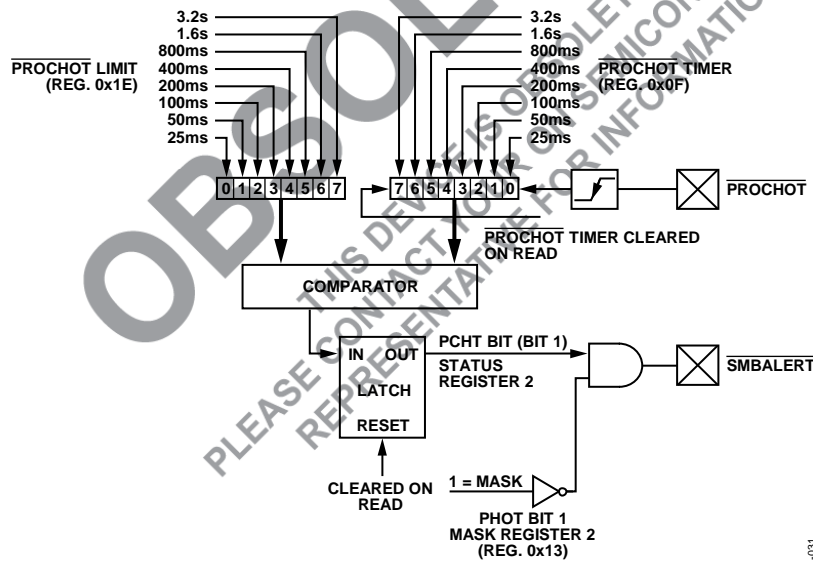 3.2s
1.6s
800ms
400ms
200ms
100ms
50ms
25ms
PROCHOT LIMIT
(REG. 0x1E)
3.2s
1.6s
800ms
400ms
200ms
100ms
50ms
25ms
PROCHOT TIMER
(REG. 0x0F)
0 1 2 3 4 5 6 7
7 6 5 4 3 2 1 0
PROCHOT
PROCHOT TIMER CLEARED
ON READ
COMPARATOR
IN OUT
LATCH
RESET
PCHT BIT (BIT 1)
STATUS
REGISTER 2
SMBALERT
CLEARED ON
READ
1 = MASK
PHOT BIT 1
MASK REGISTER 2
(REG. 0x13)
-031
THIS DEVICE IS OBSOLE
PLEASE CONTACT YOUR ON SEMICON
REPRESENTATIVE FOR INFORMATIO